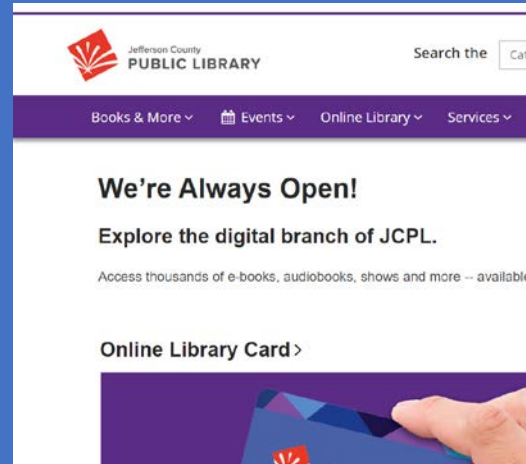 Jefferson County
PUBLIC LIBRARY
Search the
Books & More Events Online Library Services
We're Always Open!
Explore the digital branch of JCPL.
Access thousands of e-books, audiobooks, shows and more -- available
Online Library Card >